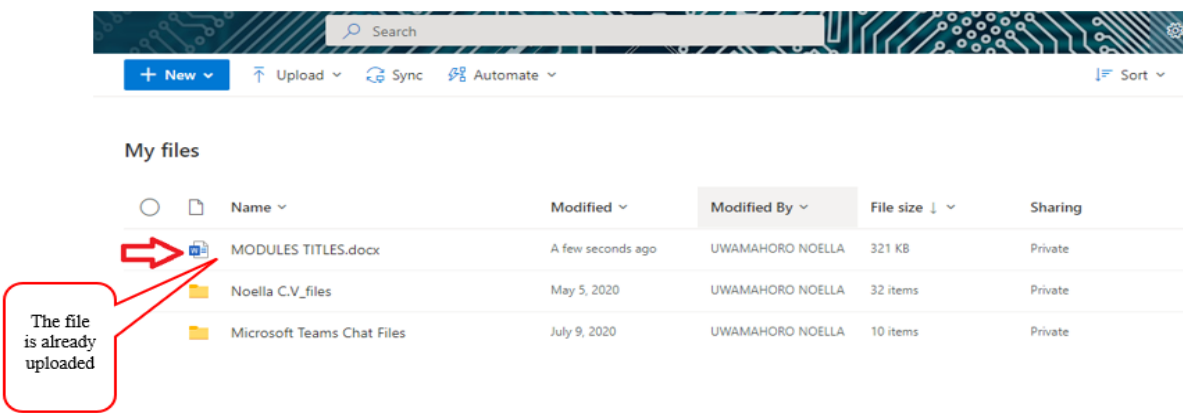 Search
New Upload Sync Automate Sort
My files
Name Modified Modified By File size Sharing
MODULES TITLES.docx A few seconds ago UWAMAHORO NOELLA 321 KB Private
Noella C.V_files May 5, 2020 UWAMAHORO NOELLA 32 items Private
Microsoft Teams Chat Files July 9, 2020 UWAMAHORO NOELLA 10 items Private
The file
is already
uploaded